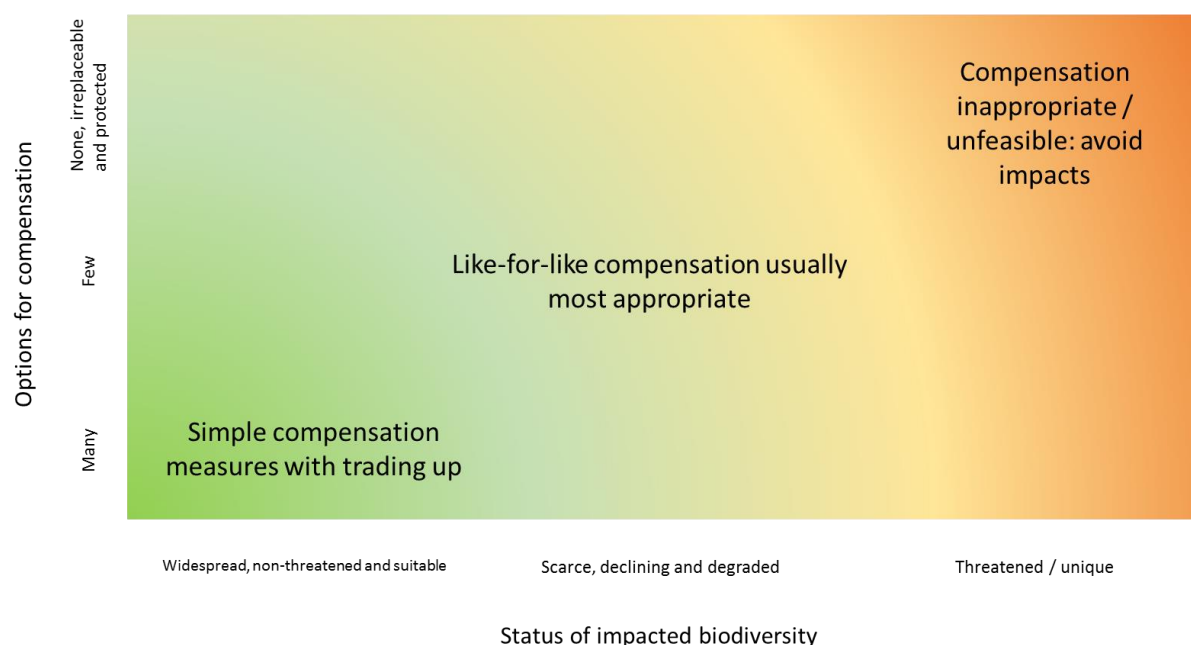 None, irreplaceable
and protected
Compensation
inappropriate /
unfeasible: avoid
impacts
Options for compensation
Few
Like-for-like compensation usually
most appropriate
Many
Simple compensation
measures with trading up
Widespread, non-threatened and suitable
Scarce, declining and degraded
Threatened / unique
Status of impacted biodiversity